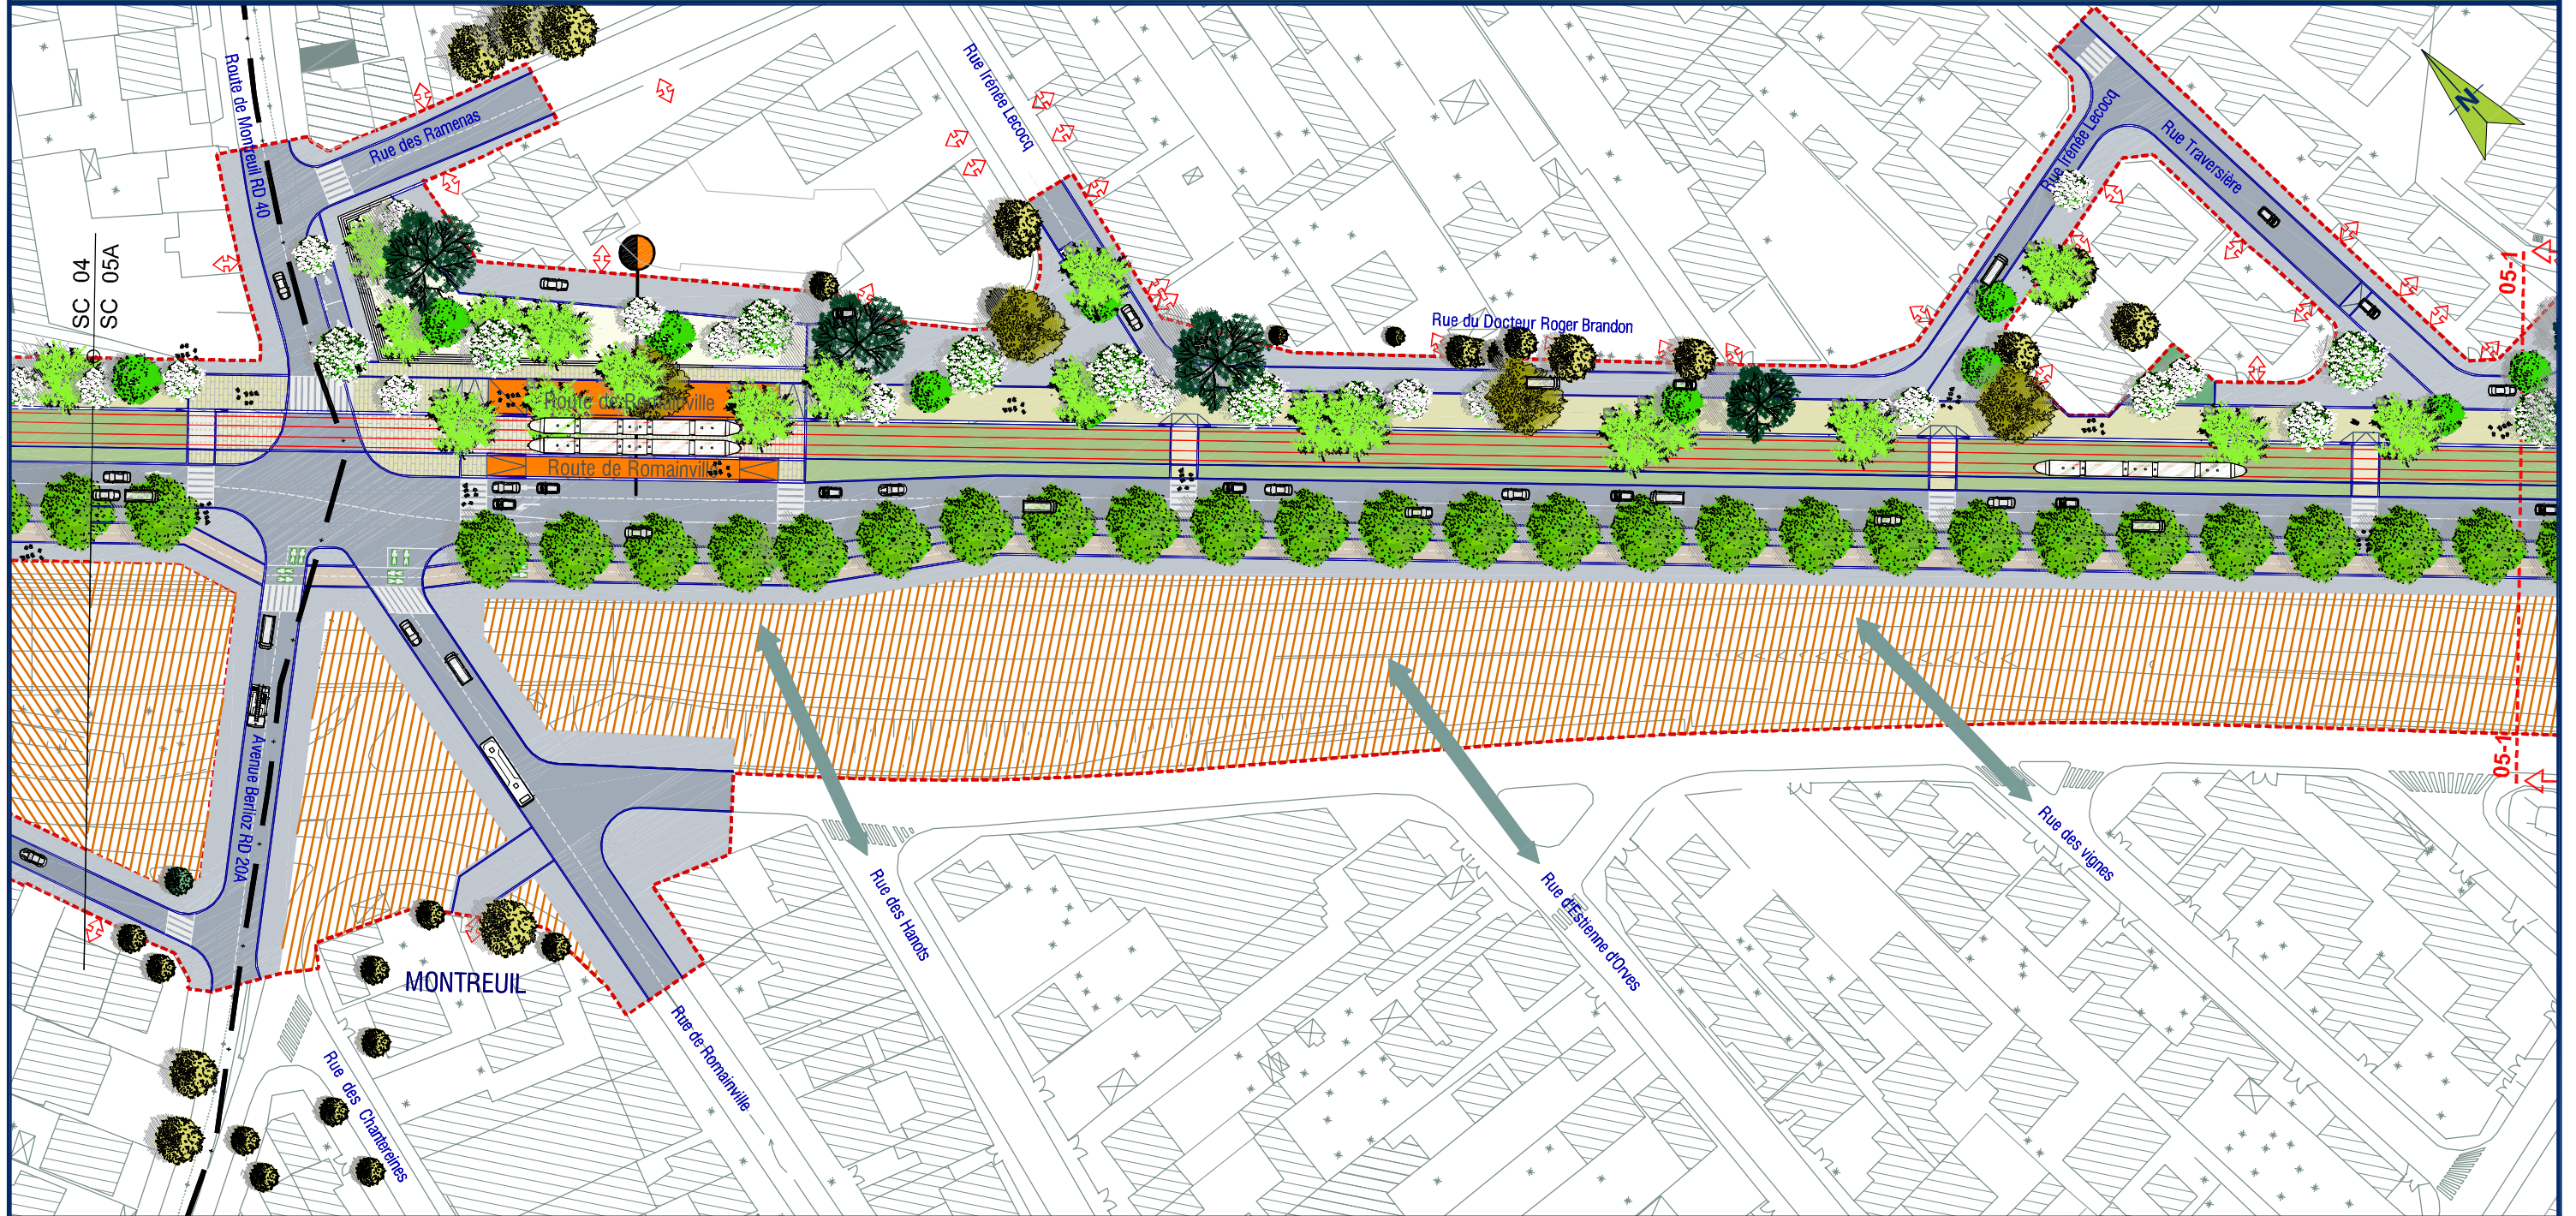 Route de Montreuil RD 40
Rue des Ramenas
Rue Irénée Lecocq
Rue Irénée Lecocq
Rue Traversière
N
SC 04
SC 05A
05-1
Rue du Docteur Roger Brandon
Route de Romainville
Route de Romainville
05-1
Avenue Berlioz RD 20A
Rue des Hanots
Rue d'Estienne d'Orves
Rue des vignes
MONTREUIL
Rue de Romainville
Rue des Chantereines